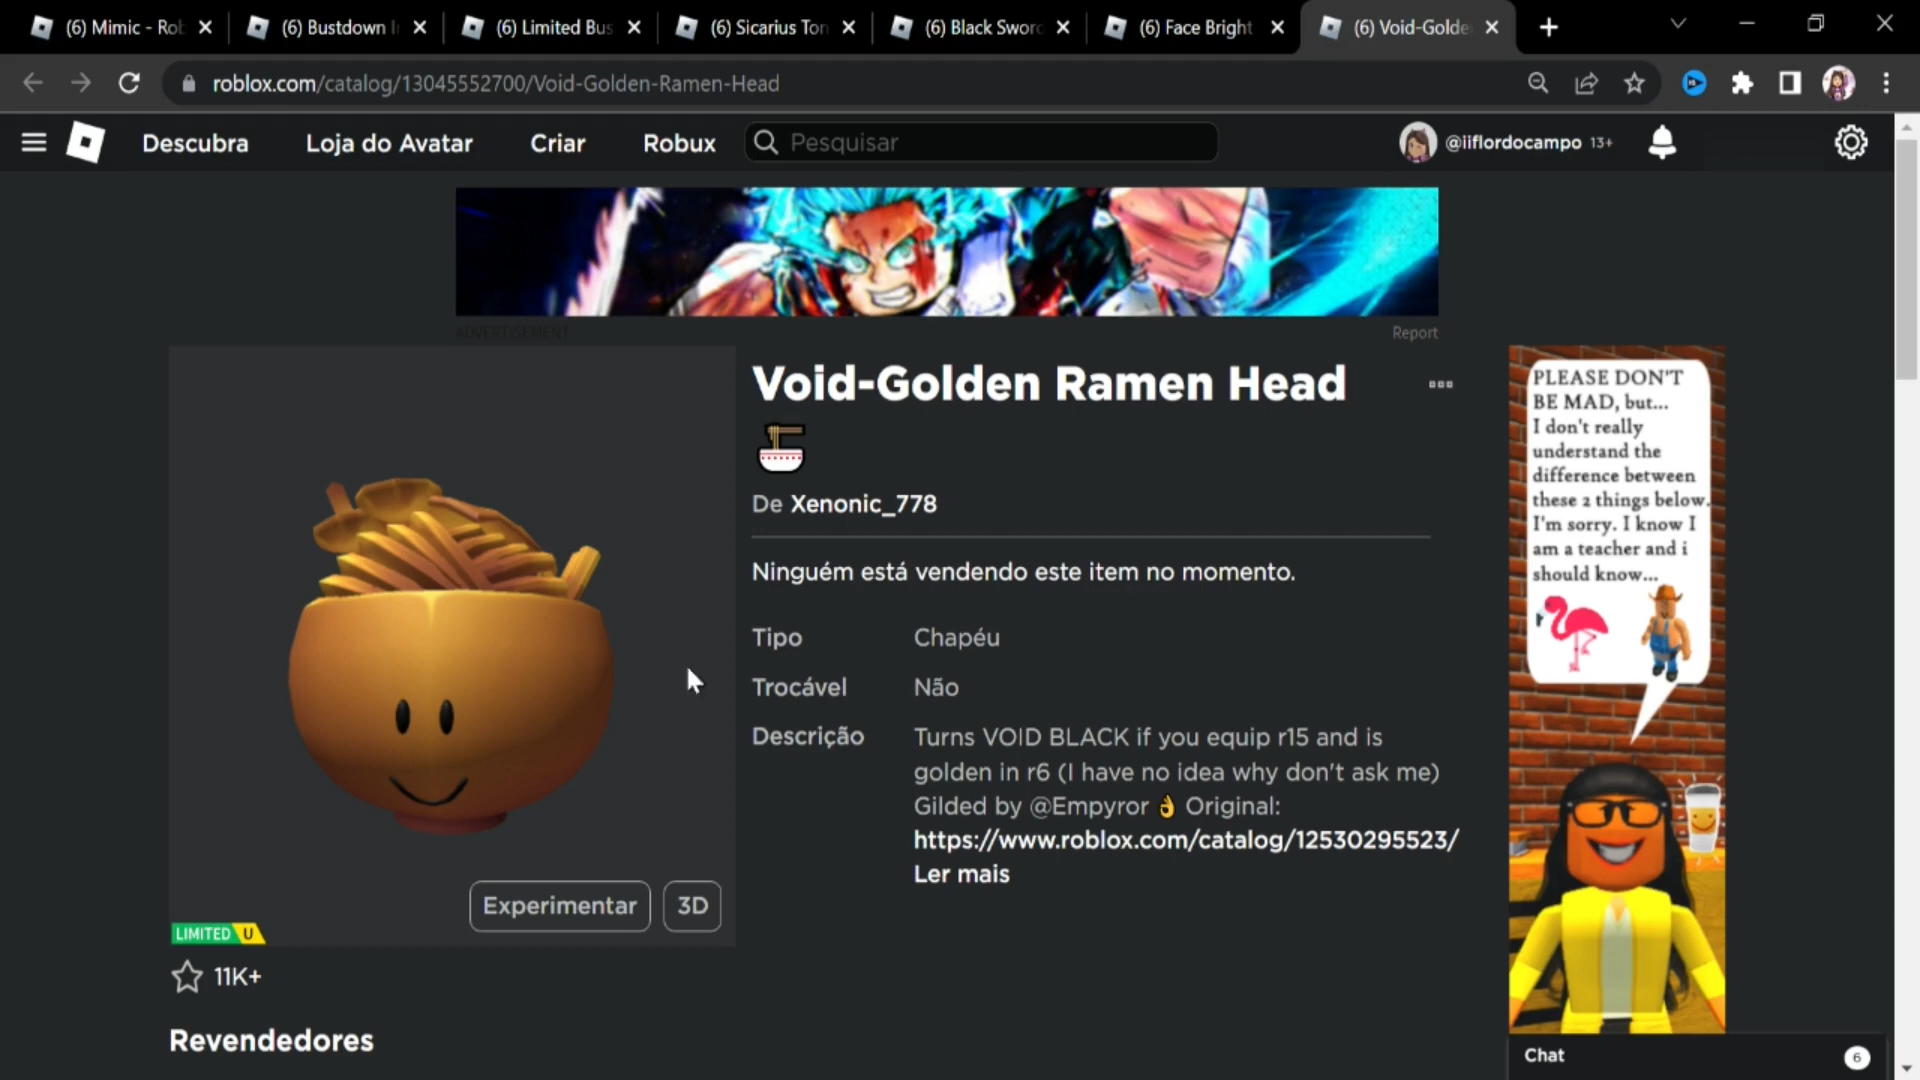 (6) Mimic - Rob
(6) Bustdown I
(6) Limited Bus
(6) Sicarius Ton
(6) Black Sword
(6) Face Bright
(6) Void-Golde
roblox.com/catalog/13045552700/Void-Golden-Ramen-Head
Descubra
Loja do Avatar
Criar
Robux
Pesquisar
@iiflordocampo 13+
ADVERTISEMENT
Report
Void-Golden Ramen Head
De Xenonic_778
Ninguém está vendendo este item no momento.
Tipo Chapéu
Trocável Não
Descrição Turns VOID BLACK if you equip r15 and is
golden in r6 (I have no idea why don't ask me)
Gilded by @Empyror 👌 Original:
https://www.roblox.com/catalog/12530295523/
Ler mais
Experimentar
3D
LIMITED U
11K+
Revendedores
PLEASE DON'T
BE MAD, but...
I don't really
understand the
difference between
these 2 things below.
I'm sorry. I know I
am a teacher and i
should know...
Chat
6